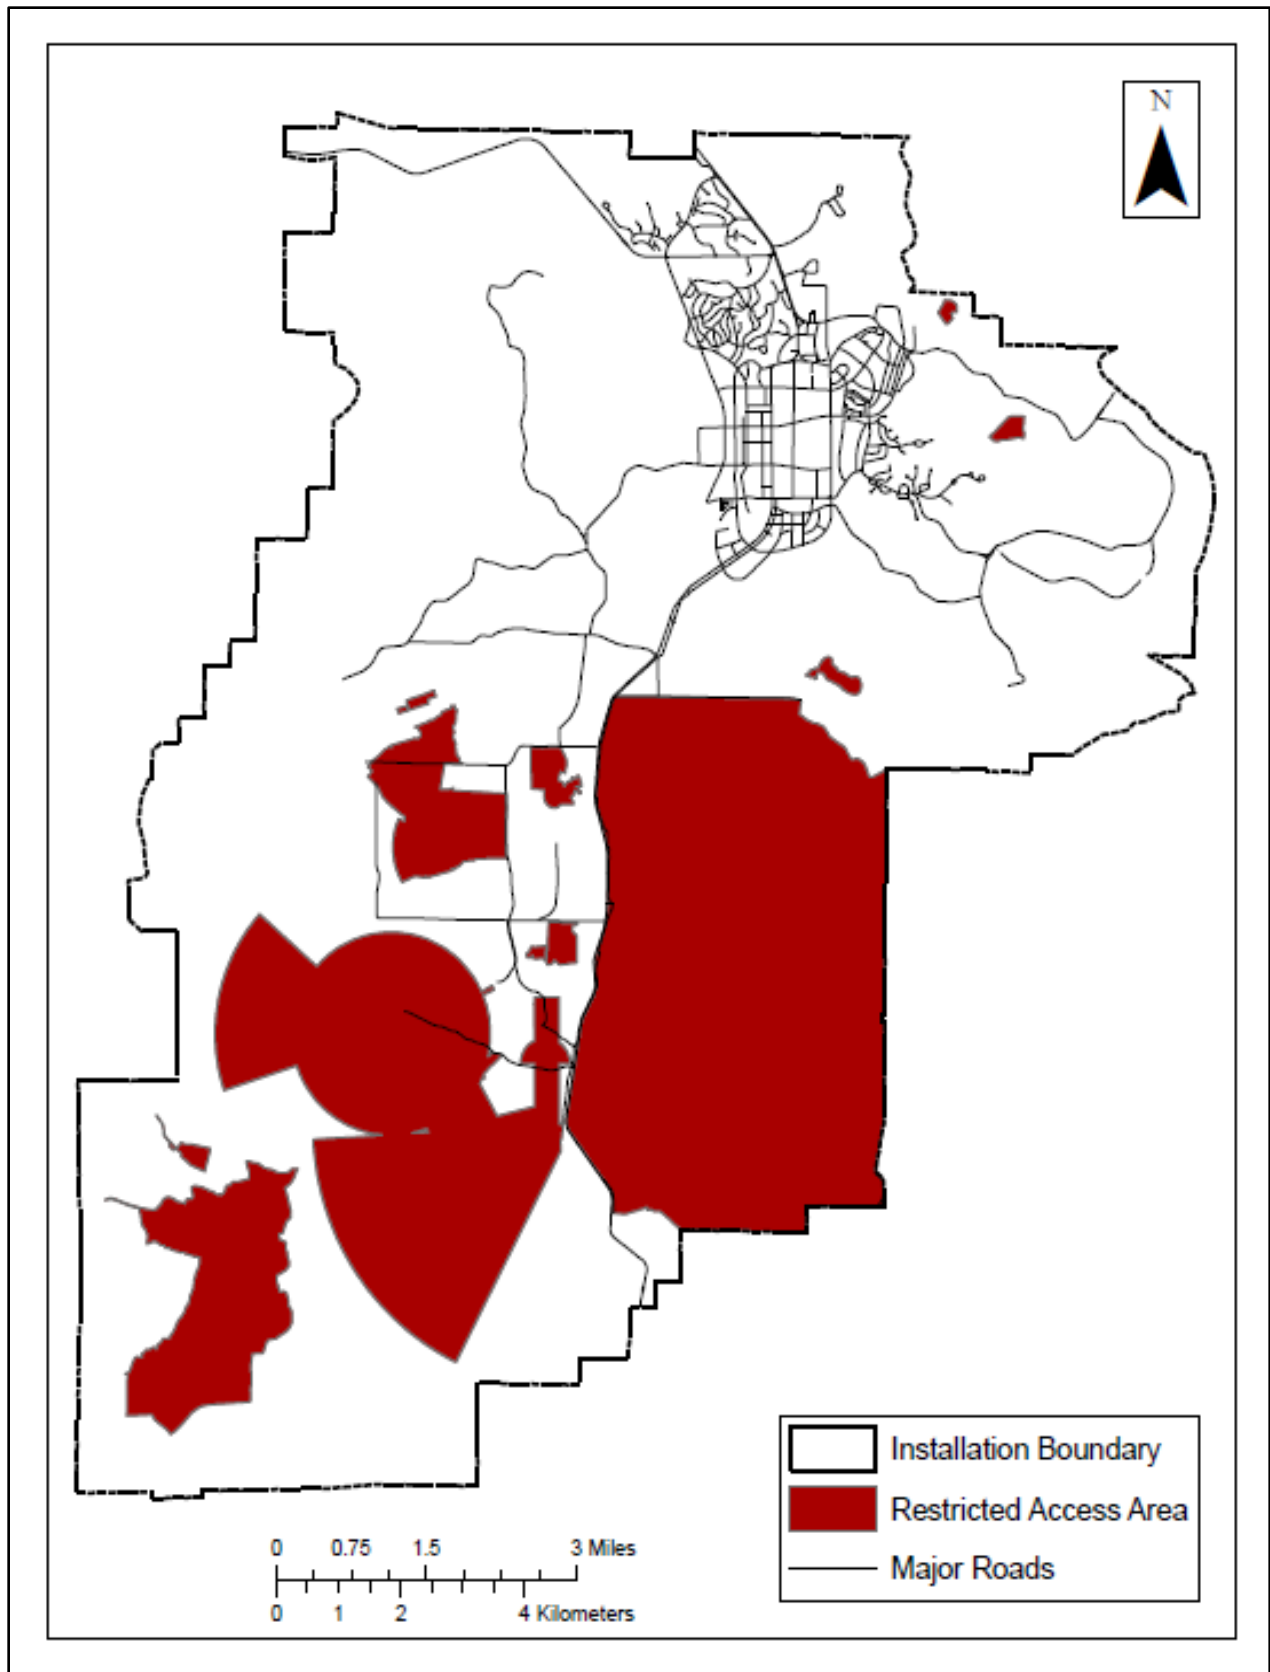 N
Installation Boundary
Restricted Access Area
Major Roads
0 0.75 1.5 3 Miles
0 1 2 4 Kilometers